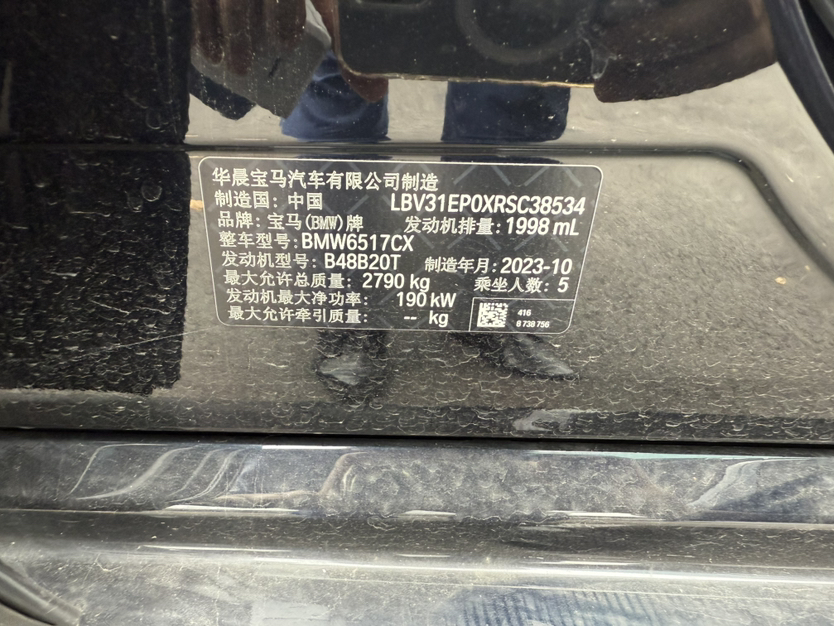 华晨宝马汽车有限公司制造
制造国：中国 LBV31EP0XRSC38534
品牌：宝马(BMW)牌 发动机排量：1998 mL
整车型号：BMW6517CX
发动机型号：B48B20T 制造年月：2023-10
最大允许总质量：2790 kg 乘坐人数：5
发动机最大净功率：190 kW
最大允许牵引质量：-- kg
416
8 738 756